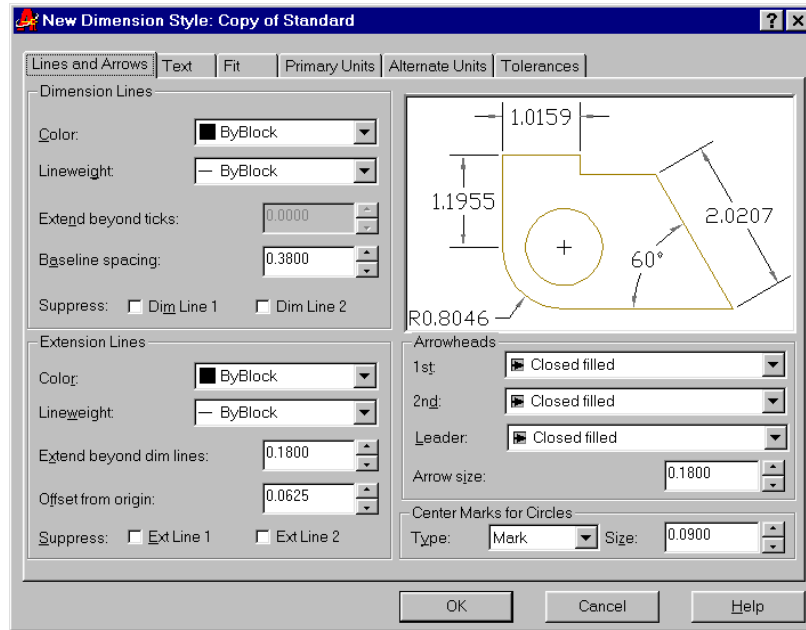 New Dimension Style: Copy of Standard
Lines and Arrows Text Fit Primary Units Alternate Units Tolerances
Dimension Lines
Color: ByBlock
Lineweight: ByBlock
Extend beyond ticks: 0.0000
Baseline spacing: 0.3800
Suppress: Dim Line 1 Dim Line 2
Extension Lines
Color: ByBlock
Lineweight: ByBlock
Extend beyond dim lines: 0.1800
Offset from origin: 0.0625
Suppress: Ext Line 1 Ext Line 2
1.0159
1.1955
2.0207
60°
R0.8046
Arrowheads
1st: Closed filled
2nd: Closed filled
Leader: Closed filled
Arrow size: 0.1800
Center Marks for Circles
Type: Mark Size: 0.0900
OK Cancel Help